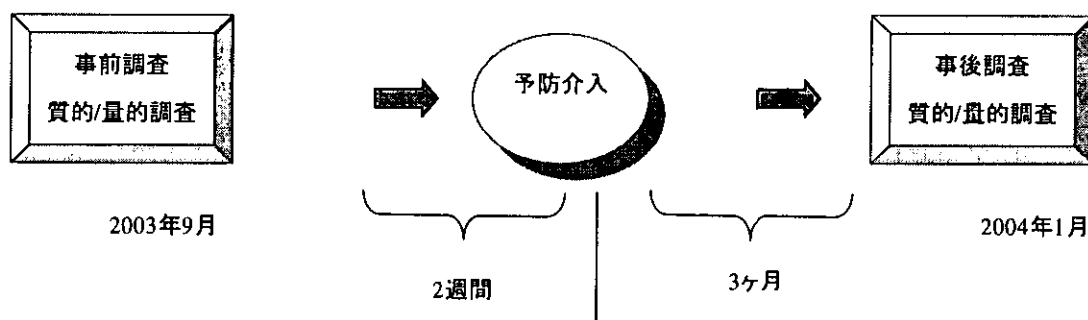 事前調査
質的/量的調査
予防介入
事後調査
質的/量的調査
2003年9月
2004年1月
2週間
3ヶ月